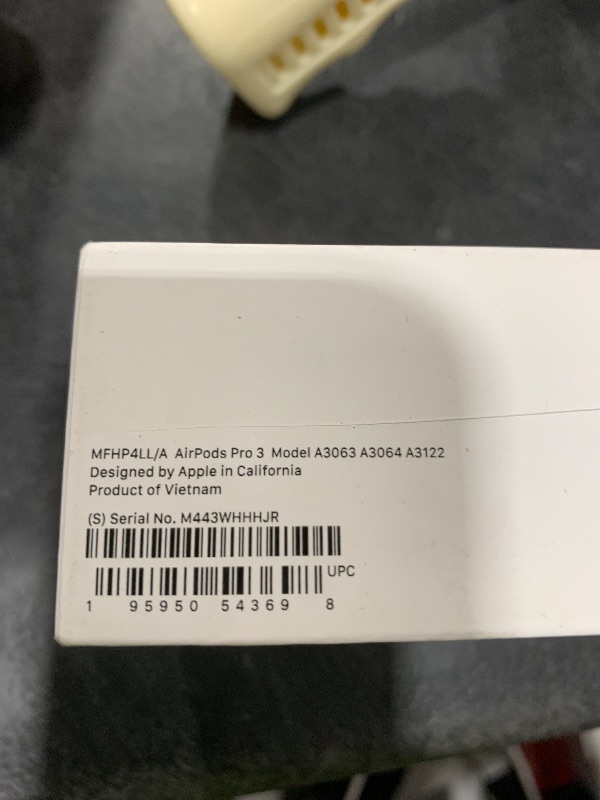 MFHP4LL/A AirPods Pro 3 Model A3063 A3064 A3122
Designed by Apple in California
Product of Vietnam
(S) Serial No. M443WHHHJR
UPC
1 95950 54369 8